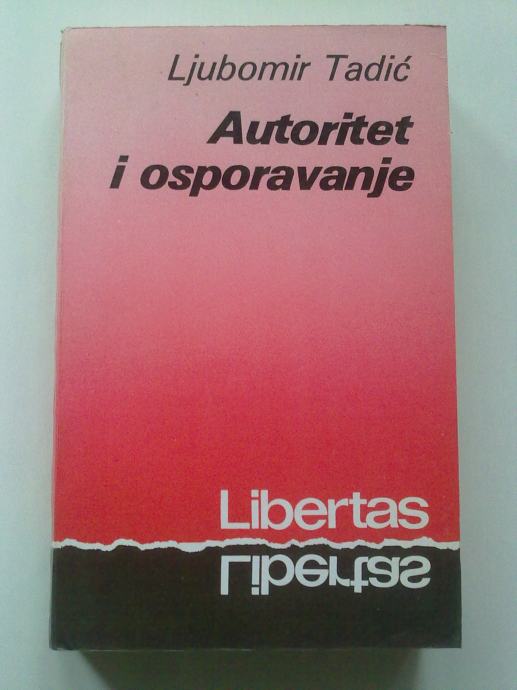 Ljubomir Tadić
Autoritet
i osporavanje
Libertas
Libertas